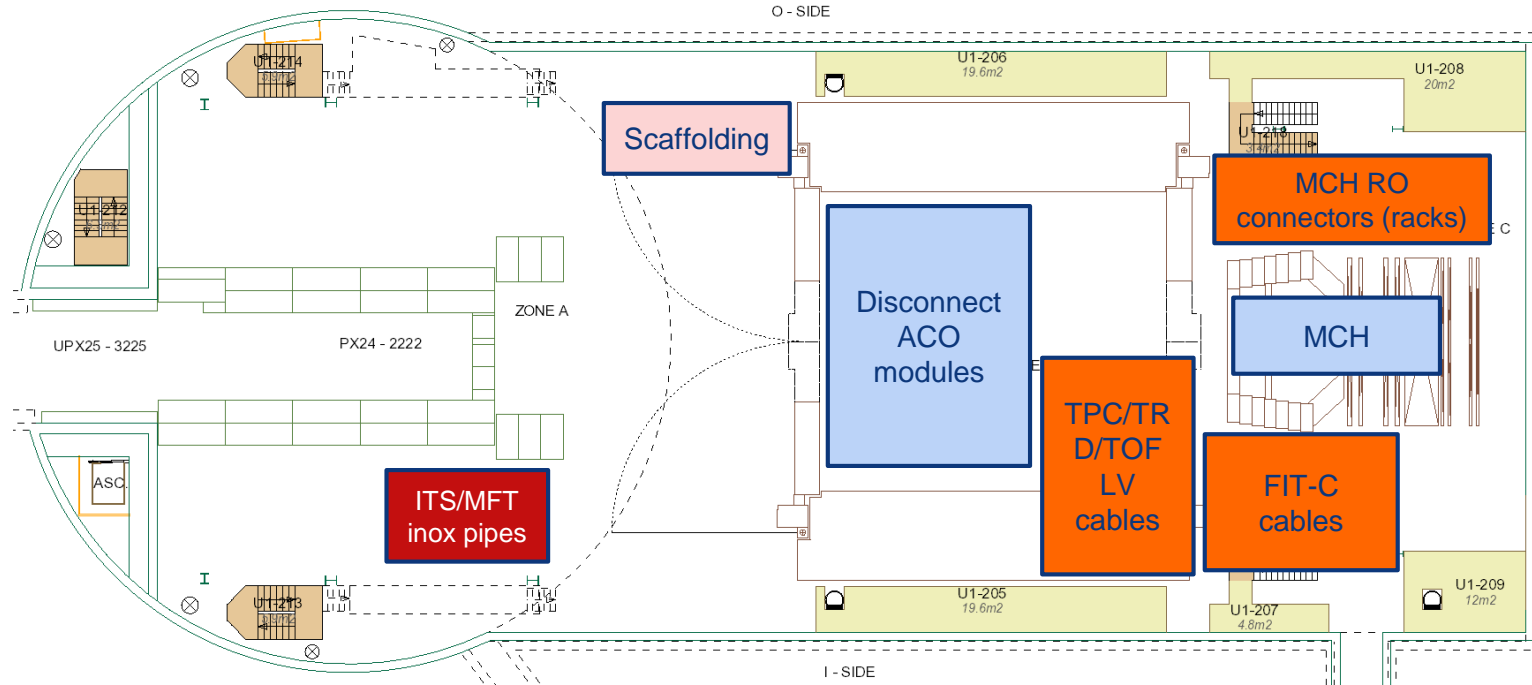 O - SIDE
U1-214
U1-206
19.6m2
U1-208
20m2
Scaffolding
U1-218
MCH RO
connectors (racks)
E C
U1-212
Disconnect
ACO
modules
ZONE A
UPX25 - 3225
PX24 - 2222
MCH
E
TPC/TR
D/TOF
LV
cables
ASC.
ITS/MFT
inox pipes
FIT-C
cables
U1-213
U1-205
19.6m2
U1-207
4.8m2
U1-209
12m2
I - SIDE